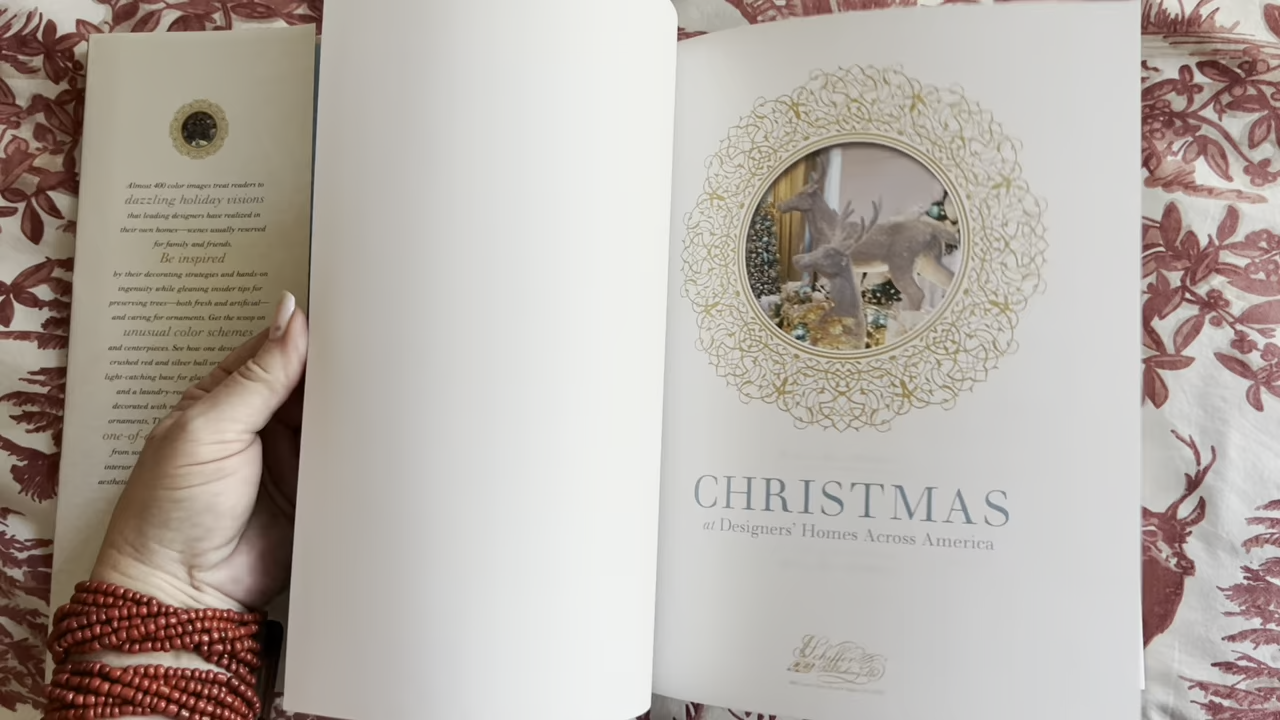 Almost 400 color images treat readers to
dazzling holiday visions
that leading designers have realized in
their own homes—scenes usually reserved
for family and friends.
Be inspired
by their decorating strategies and hands-on
ingenuity while gleaning insider tips for
preserving trees—both fresh and artificial—
and caring for ornaments. Get the scoop on
unusual color schemes
and centerpieces. See how one
crushed red and silver ball
light-catching base for
and a laundry-
decorated with
ornaments,
one-of-
from
interior
CHRISTMAS
at Designers' Homes Across America
Schiffer